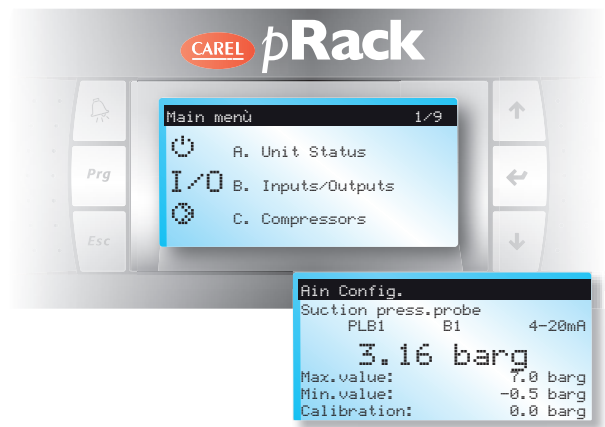 CAREL pRack
Main menù 1/9
A. Unit Status
Prg
I/O B. Inputs/Outputs
C. Compressors
Esc
Ain Config.
Suction press.probe
PLB1 B1 4-20mA
3.16 barg
Max.value: 7.0 barg
Min.value: -0.5 barg
Calibration: 0.0 barg